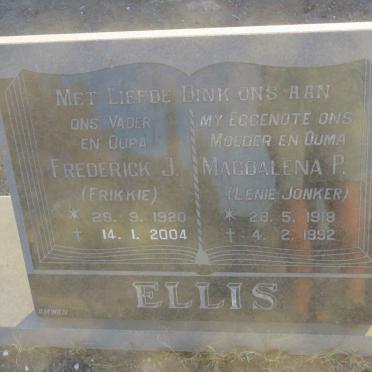 MET LIEFDE DINK ONS AAN
ONS VADER
EN OUPA
FREDERICK J.
(FRIKKIE)
* 29. 9. 1920
† 14. 1. 2004
MY EGGENOTE ONS
MOEDER EN OUMA
MAGDALENA P.
(LENIE JONKER)
* 28. 5. 1918
† 4. 2. 1992
ELLIS